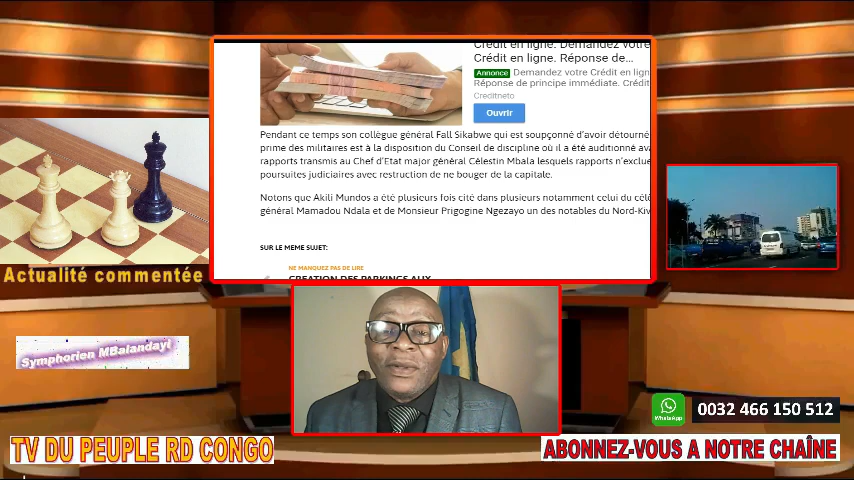 Crédit en ligne. Demandez votre
Crédit en ligne. Réponse de...
Annonce Demandez votre Crédit en lign
Réponse de principe immédiate. Crédit
Creditneto
Ouvrir
Pendant ce temps son collègue général Fall Sikabwe qui est soupçonné d'avoir détourné
prime des militaires est à la disposition du Conseil de discipline où il a été auditionné av
rapports transmis au Chef d'Etat major général Célestin Mbala lesquels rapports n'exclue
poursuites judiciaires avec restruction de ne bouger de la capitale.
Notons que Akili Mundos a été plusieurs fois cité dans plusieurs notamment celui du cél
général Mamadou Ndala et de Monsieur Prigogine Ngezayo un des notables du Nord-Kiv
SUR LE MEME SUJET:
NE MANQUEZ PAS DE LIRE
CREATION DES PARKINGS AUX
Actualité commentée
Symphorien MBalandayi
WhatsApp
0032 466 150 512
TV DU PEUPLE RD CONGO
ABONNEZ-VOUS A NOTRE CHAÎNE